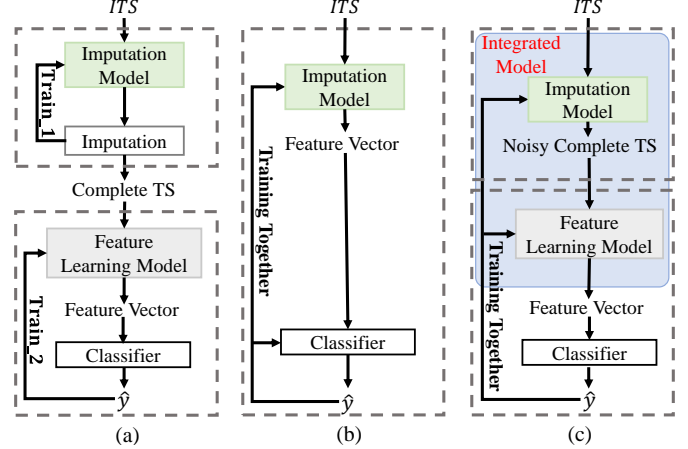 ITS
Imputation
Model
Train_1
Imputation
Complete TS
Feature
Learning Model
Train_2
Feature Vector
Classifier
ŷ
(a)
ITS
Imputation
Model
Feature Vector
Training Together
Classifier
ŷ
(b)
ITS
Integrated
Model
Imputation
Model
Noisy Complete TS
Feature
Learning Model
Training Together
Feature Vector
Classifier
ŷ
(c)